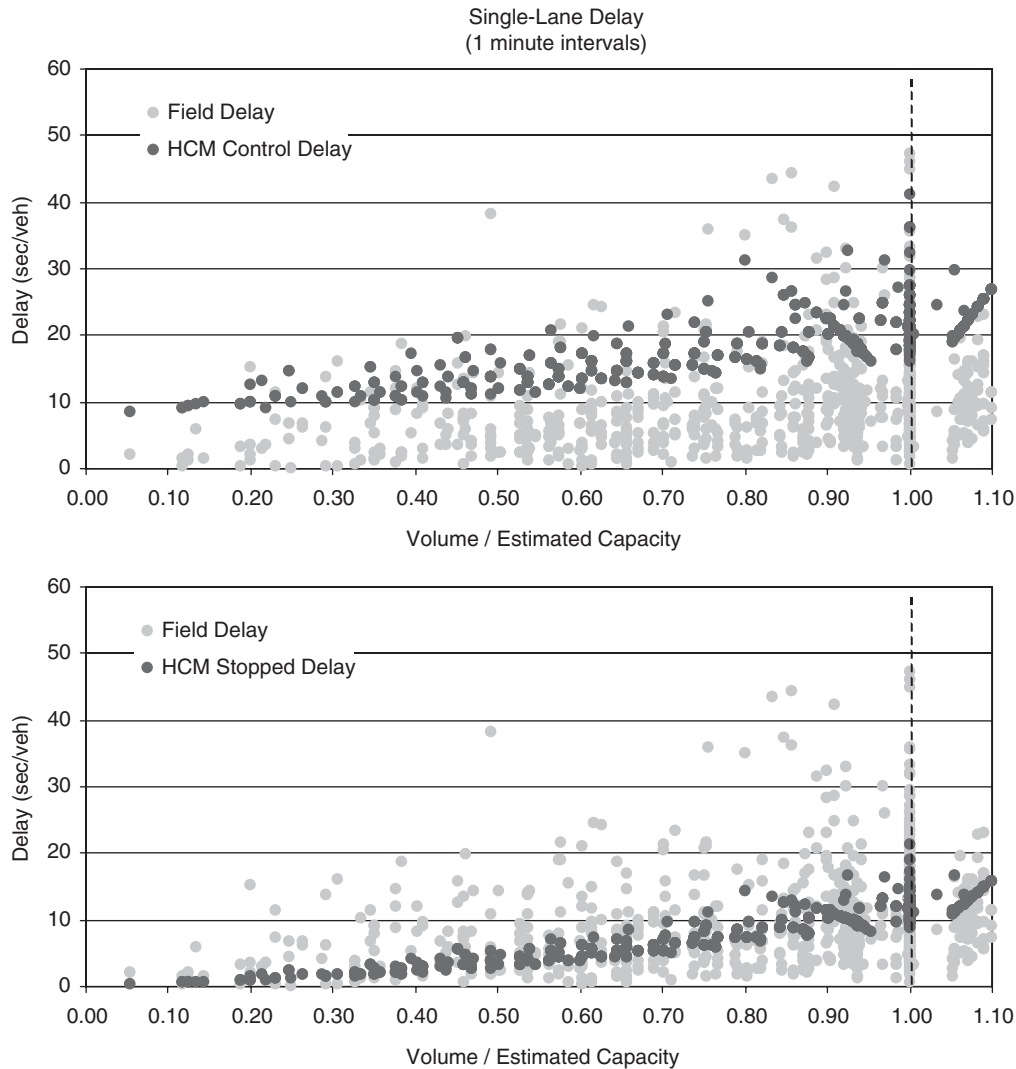 Single-Lane Delay
(1 minute intervals)
60
50
40
30
20
10
0
Delay (sec/veh)
Field Delay
HCM Control Delay
0.00 0.10 0.20 0.30 0.40 0.50 0.60 0.70 0.80 0.90 1.00 1.10
Volume / Estimated Capacity
60
50
40
30
20
10
0
Delay (sec/veh)
Field Delay
HCM Stopped Delay
0.00 0.10 0.20 0.30 0.40 0.50 0.60 0.70 0.80 0.90 1.00 1.10
Volume / Estimated Capacity